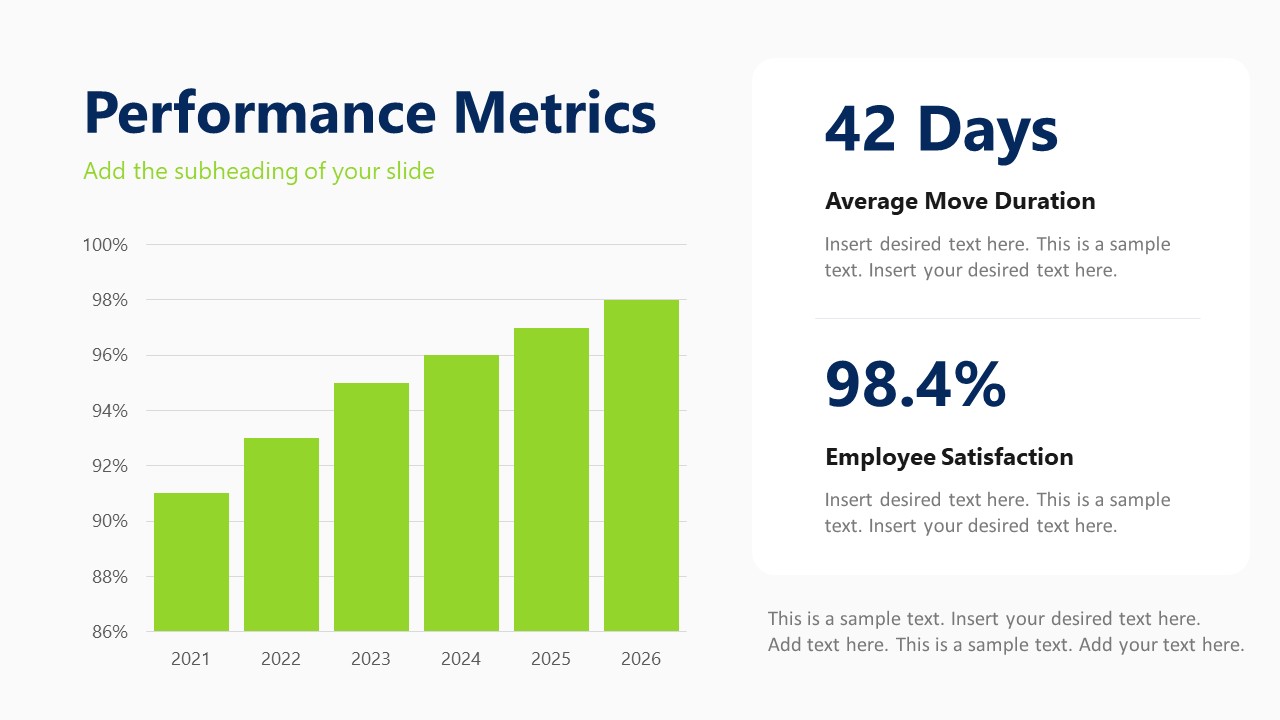 Performance Metrics
Add the subheading of your slide
100%
98%
96%
94%
92%
90%
88%
86%
2021 2022 2023 2024 2025 2026
42 Days
Average Move Duration
Insert desired text here. This is a sample
text. Insert your desired text here.
98.4%
Employee Satisfaction
Insert desired text here. This is a sample
text. Insert your desired text here.
This is a sample text. Insert your desired text here.
Add text here. This is a sample text. Add your text here.